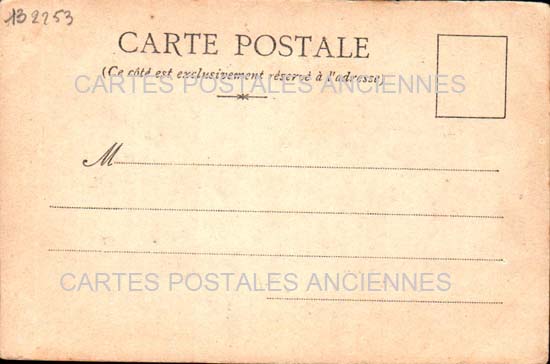 132253
CARTE POSTALE
(Ce côté est exclusivement réservé à l'adresse)
CARTES POSTALES ANCIENNES
M
CARTES POSTALES ANCIENNES